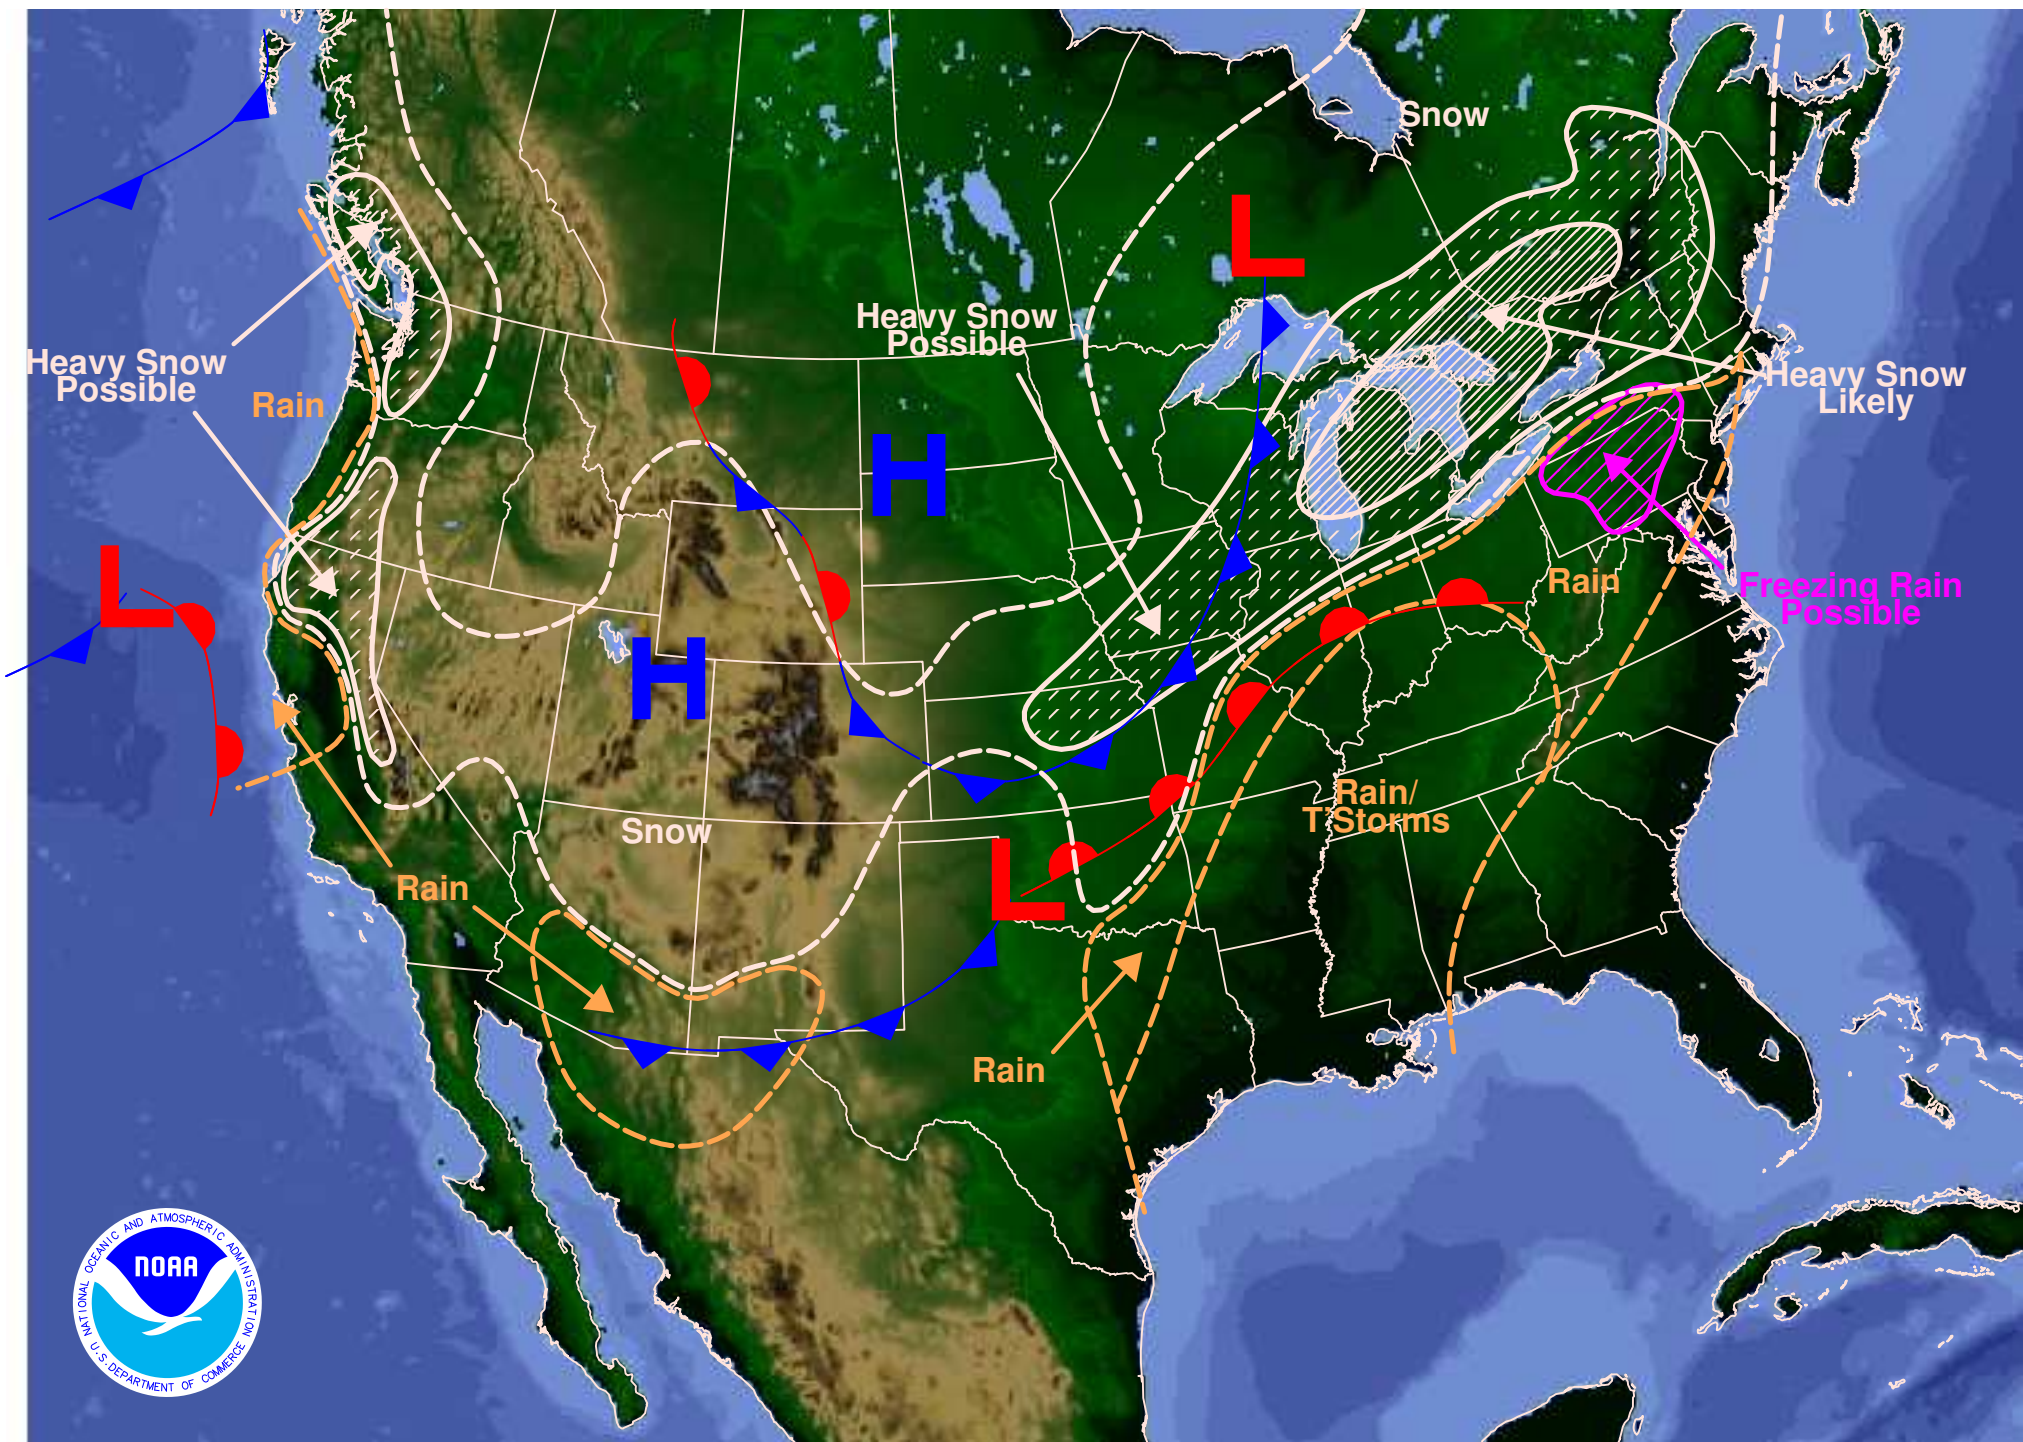 Snow
L
Heavy Snow
Possible
Heavy Snow
Possible
Heavy Snow
Likely
Rain
H
L
Rain
Freezing Rain
Possible
H
Rain/
T'Storms
Snow
L
Rain
Rain
NATIONAL OCEANIC AND ATMOSPHERIC ADMINISTRATION
NOAA
U.S. DEPARTMENT OF COMMERCE